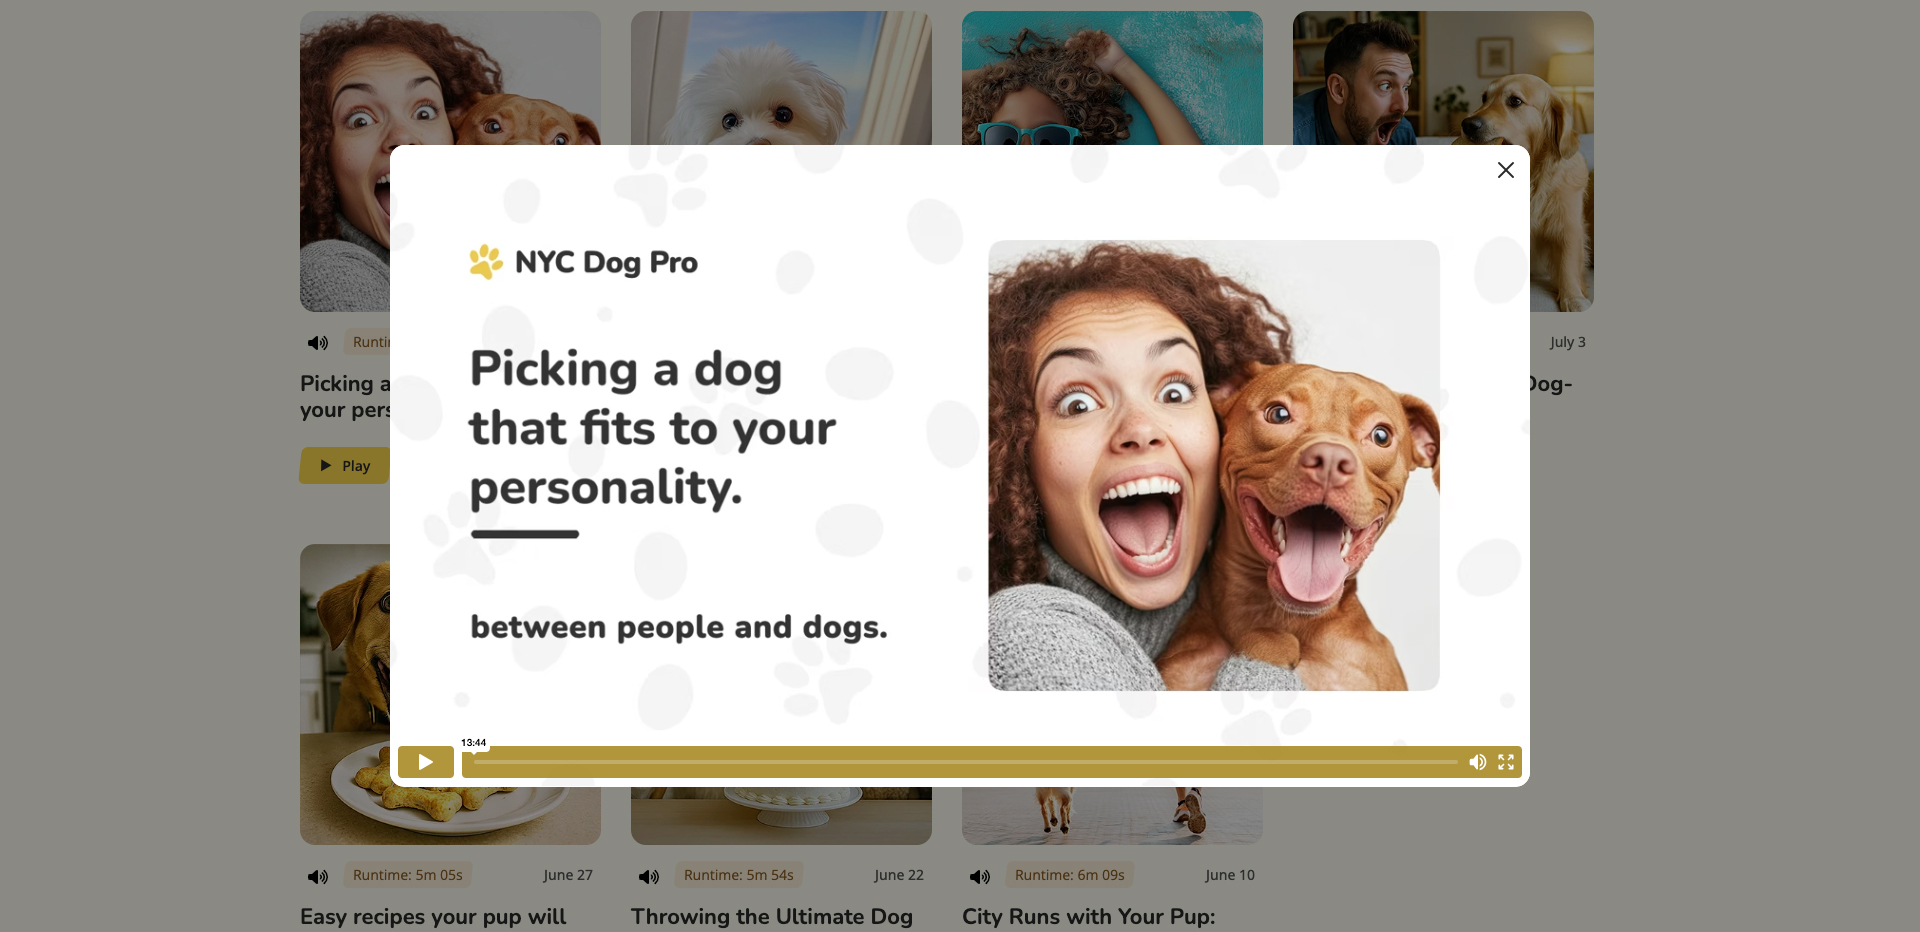 NYC Dog Pro
Picking a dog
that fits to your
personality.
between people and dogs.
13:44
July 3
Picking a
your pers
Dog-
Play
Runtime: 5m 05s
June 27
Easy recipes your pup will
Runtime: 5m 54s
June 22
Throwing the Ultimate Dog
Runtime: 6m 09s
June 10
City Runs with Your Pup: